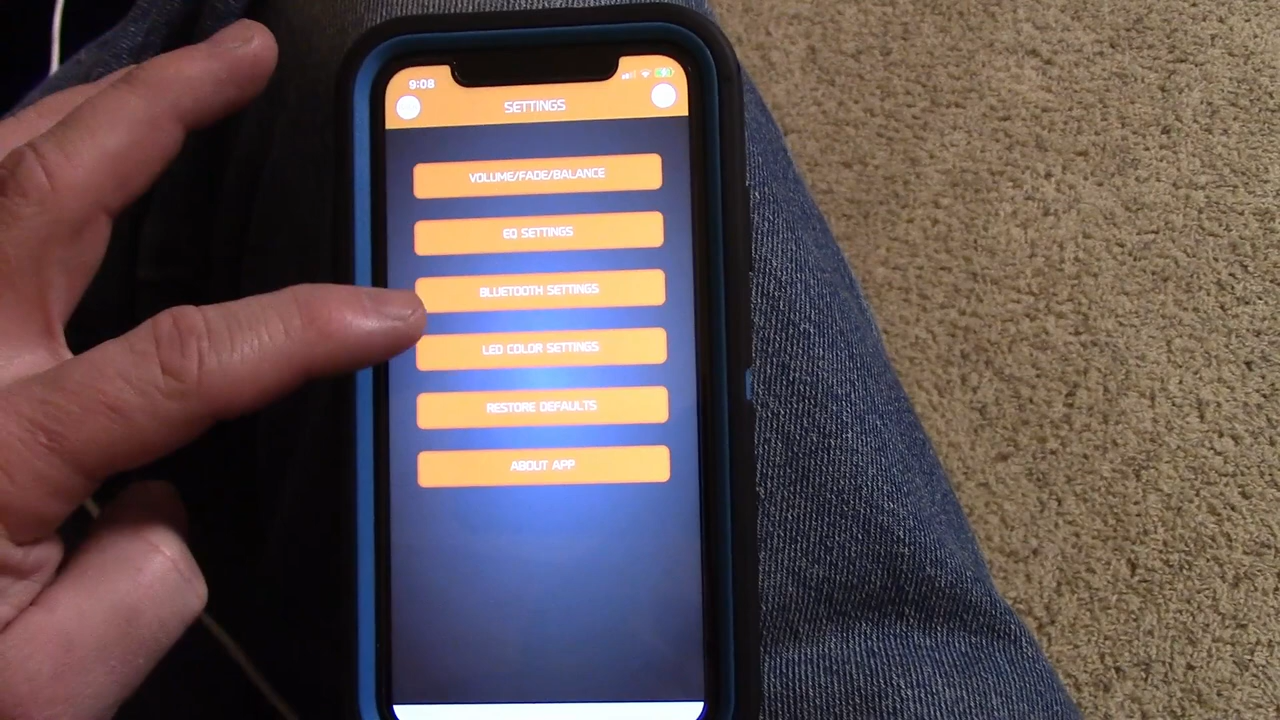 9:08
SETTINGS
VOLUME/FADE/BALANCE
EQ SETTINGS
BLUETOOTH SETTINGS
LED COLOR SETTINGS
RESTORE DEFAULTS
ABOUT APP